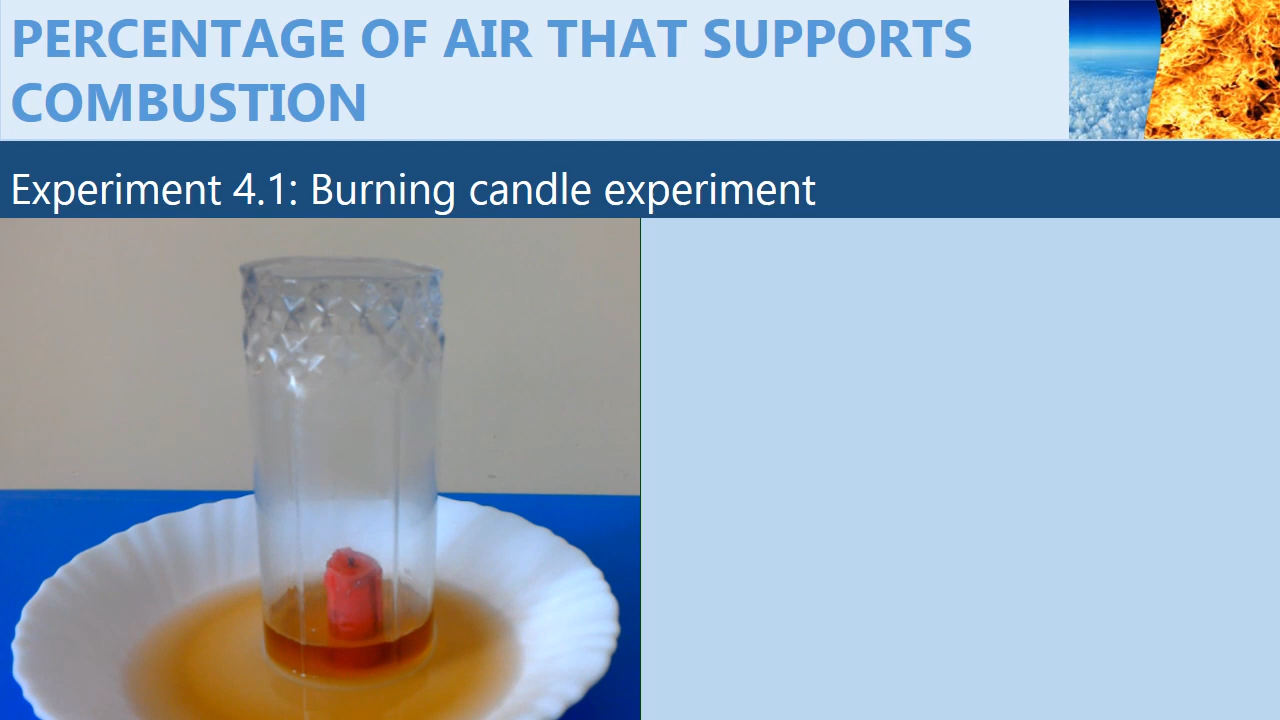 PERCENTAGE OF AIR THAT SUPPORTS
COMBUSTION
Experiment 4.1: Burning candle experiment